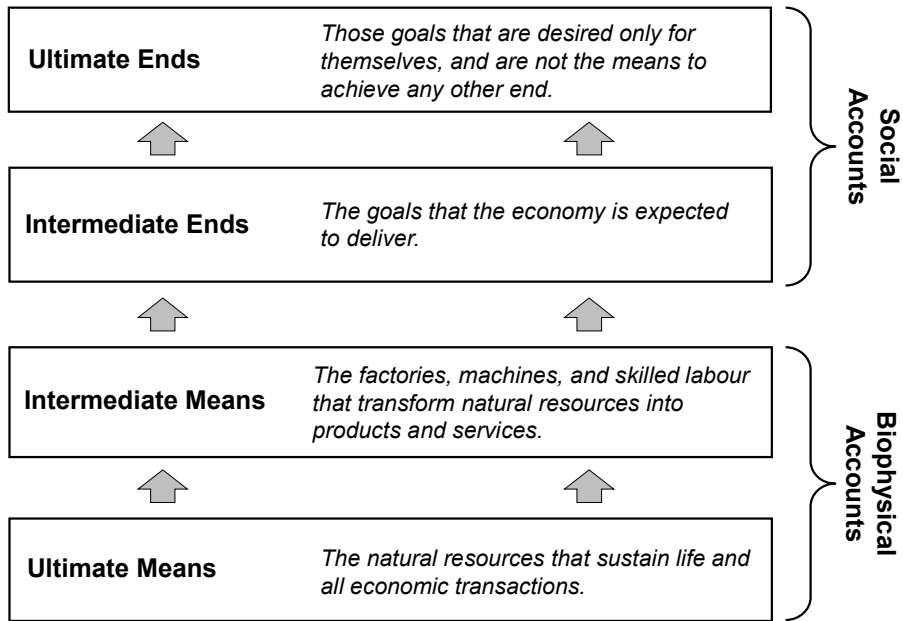 Ultimate Ends
Those goals that are desired only for
themselves, and are not the means to
achieve any other end.
Intermediate Ends
The goals that the economy is expected
to deliver.
Social
Accounts
Intermediate Means
The factories, machines, and skilled labour
that transform natural resources into
products and services.
Ultimate Means
The natural resources that sustain life and
all economic transactions.
Biophysical
Accounts